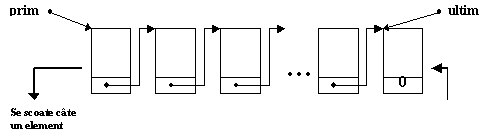 prim ultim
...
0
Se scoate câte
un element